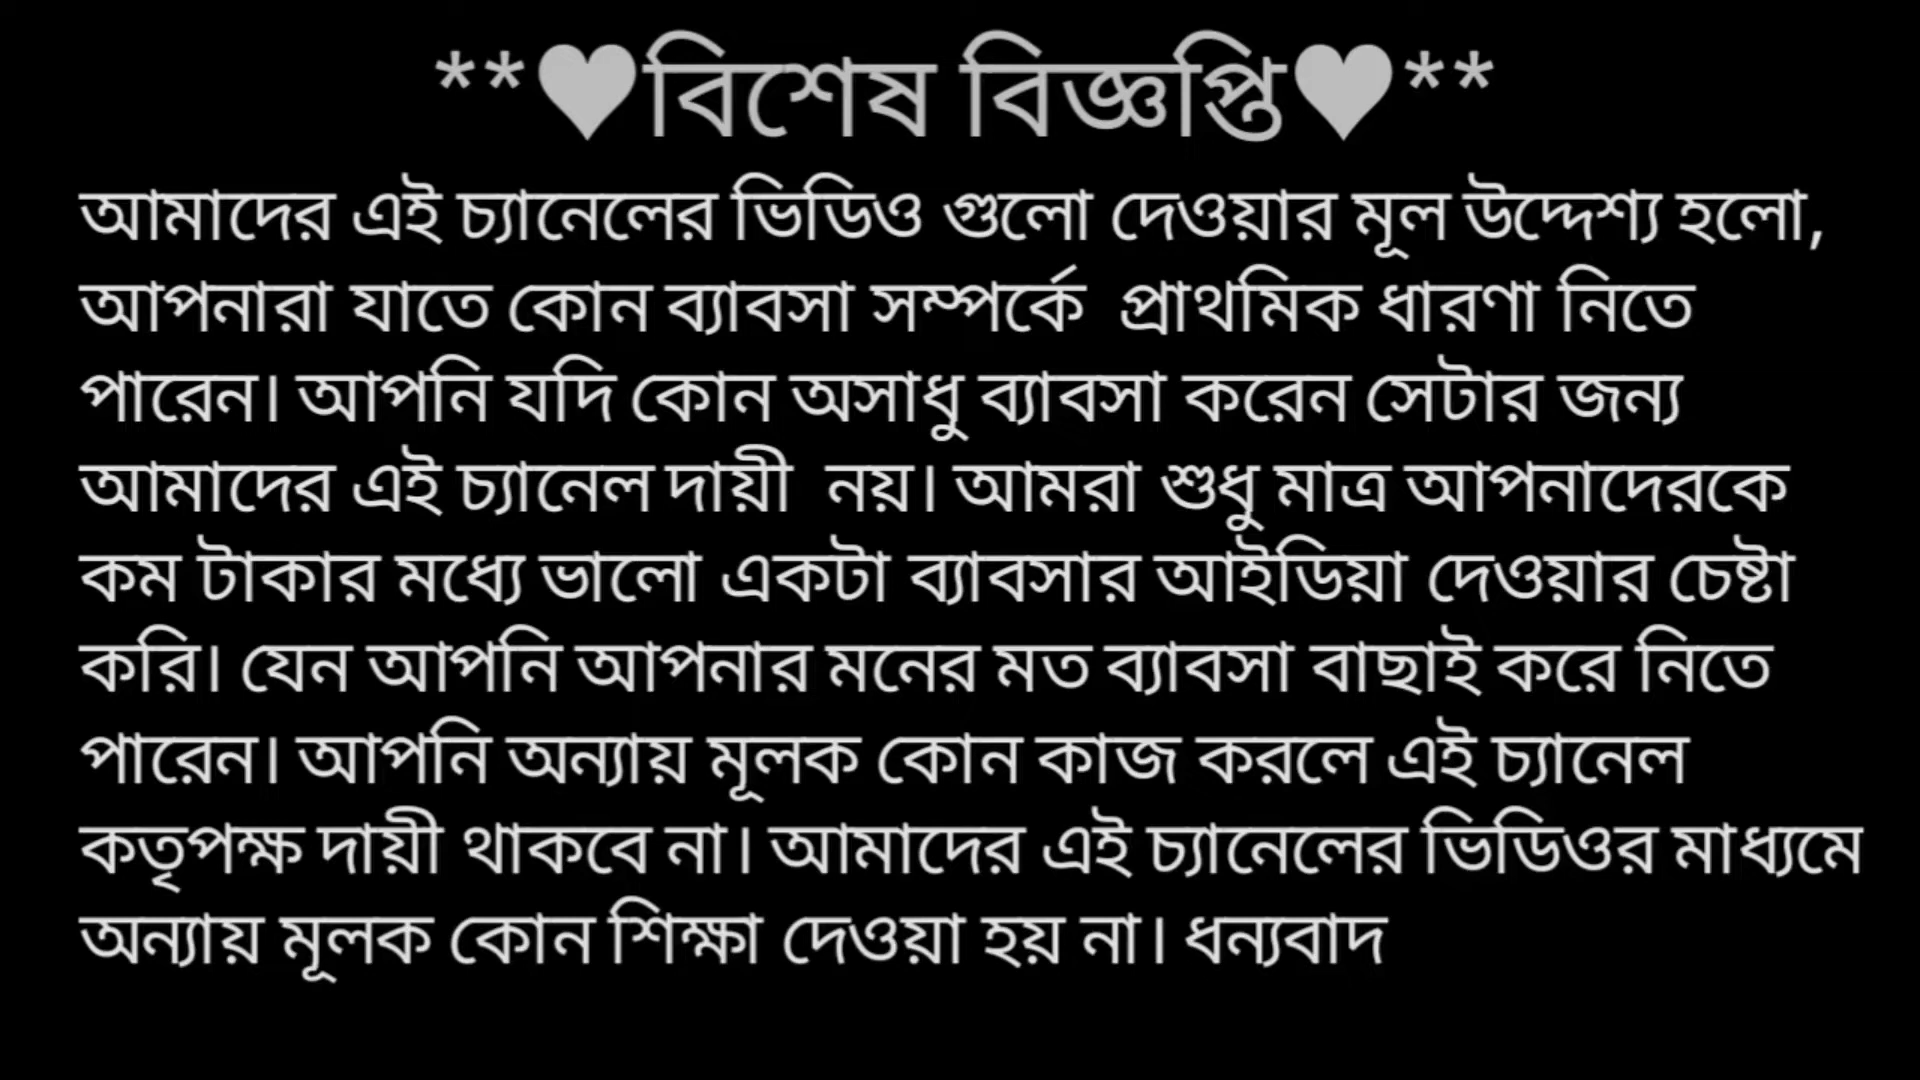 **♥বিশেষ বিজ্ঞপ্তি♥**
আমাদের এই চ্যানেলের ভিডিও গুলো দেওয়ার মূল উদ্দেশ্য হলো,
আপনারা যাতে কোন ব্যাবসা সম্পর্কে প্রাথমিক ধারণা নিতে
পারেন। আপনি যদি কোন অসাধু ব্যাবসা করেন সেটার জন্য
আমাদের এই চ্যানেল দায়ী নয়। আমরা শুধু মাত্র আপনাদেরকে
কম টাকার মধ্যে ভালো একটা ব্যাবসার আইডিয়া দেওয়ার চেষ্টা
করি। যেন আপনি আপনার মনের মত ব্যাবসা বাছাই করে নিতে
পারেন। আপনি অন্যায় মূলক কোন কাজ করলে এই চ্যানেল
কতৃপক্ষ দায়ী থাকবে না। আমাদের এই চ্যানেলের ভিডিওর মাধ্যমে
অন্যায় মূলক কোন শিক্ষা দেওয়া হয় না। ধন্যবাদ